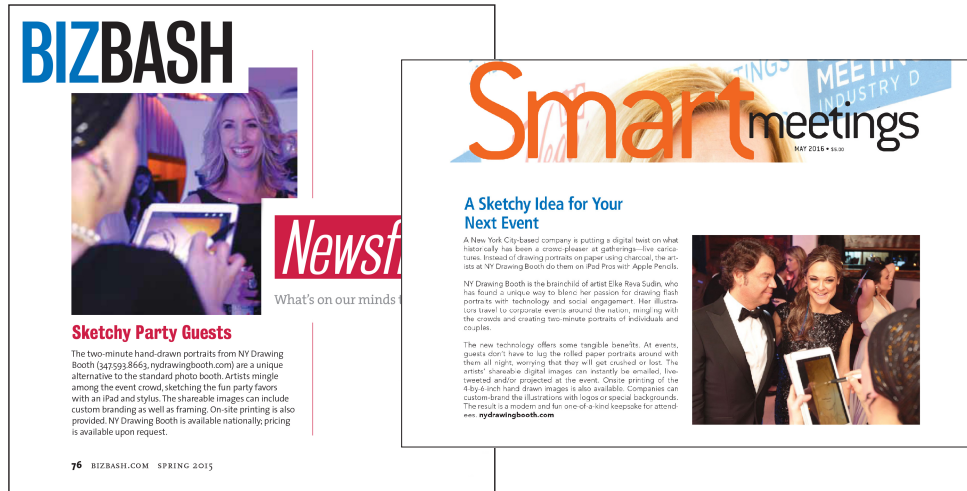 BIZBASH
Newsf
What's on our minds
Sketchy Party Guests
The two-minute hand-drawn portraits from NY Drawing
Booth (347.593.8663, nydrawingbooth.com) are a unique
alternative to the standard photo booth. Artists mingle
among the event crowd, sketching the fun party favors
with an iPad and stylus. The shareable images can include
custom branding as well as framing. On-site printing is also
provided. NY Drawing Booth is available nationally; pricing
is available upon request.
76 BIZBASH.COM SPRING 2015
TINGS
MEETIN
INDUSTRY D
Smart
meetings
MAY 2016 • $6.00
A Sketchy Idea for Your
Next Event
A New York City-based company is putting a digital twist on what
historically has been a crowd-pleaser at gatherings—live carica-
tures. Instead of drawing portraits on paper using charcoal, the art-
ists at NY Drawing Booth do them on iPad Pros with Apple Pencils.
NY Drawing Booth is the brainchild of artist Elke Reva Sudin, who
has found a unique way to blend her passion for drawing flash
portraits with technology and social engagement. Her illustra-
tors travel to corporate events around the nation, mingling with
the crowds and creating two-minute portraits of individuals and
couples.
The new technology offers some tangible benefits. At events,
guests don't have to lug the rolled paper portraits around with
them all night, worrying that they will get crushed or lost. The
artists' shareable digital images can instantly be emailed, live-
tweeted and/or projected at the event. Onsite printing of the
4-by-6-inch hand drawn images is also available. Companies can
custom-brand the illustrations with logos or special backgrounds.
The result is a modern and fun one-of-a-kind keepsake for attend-
ees. nydrawingbooth.com